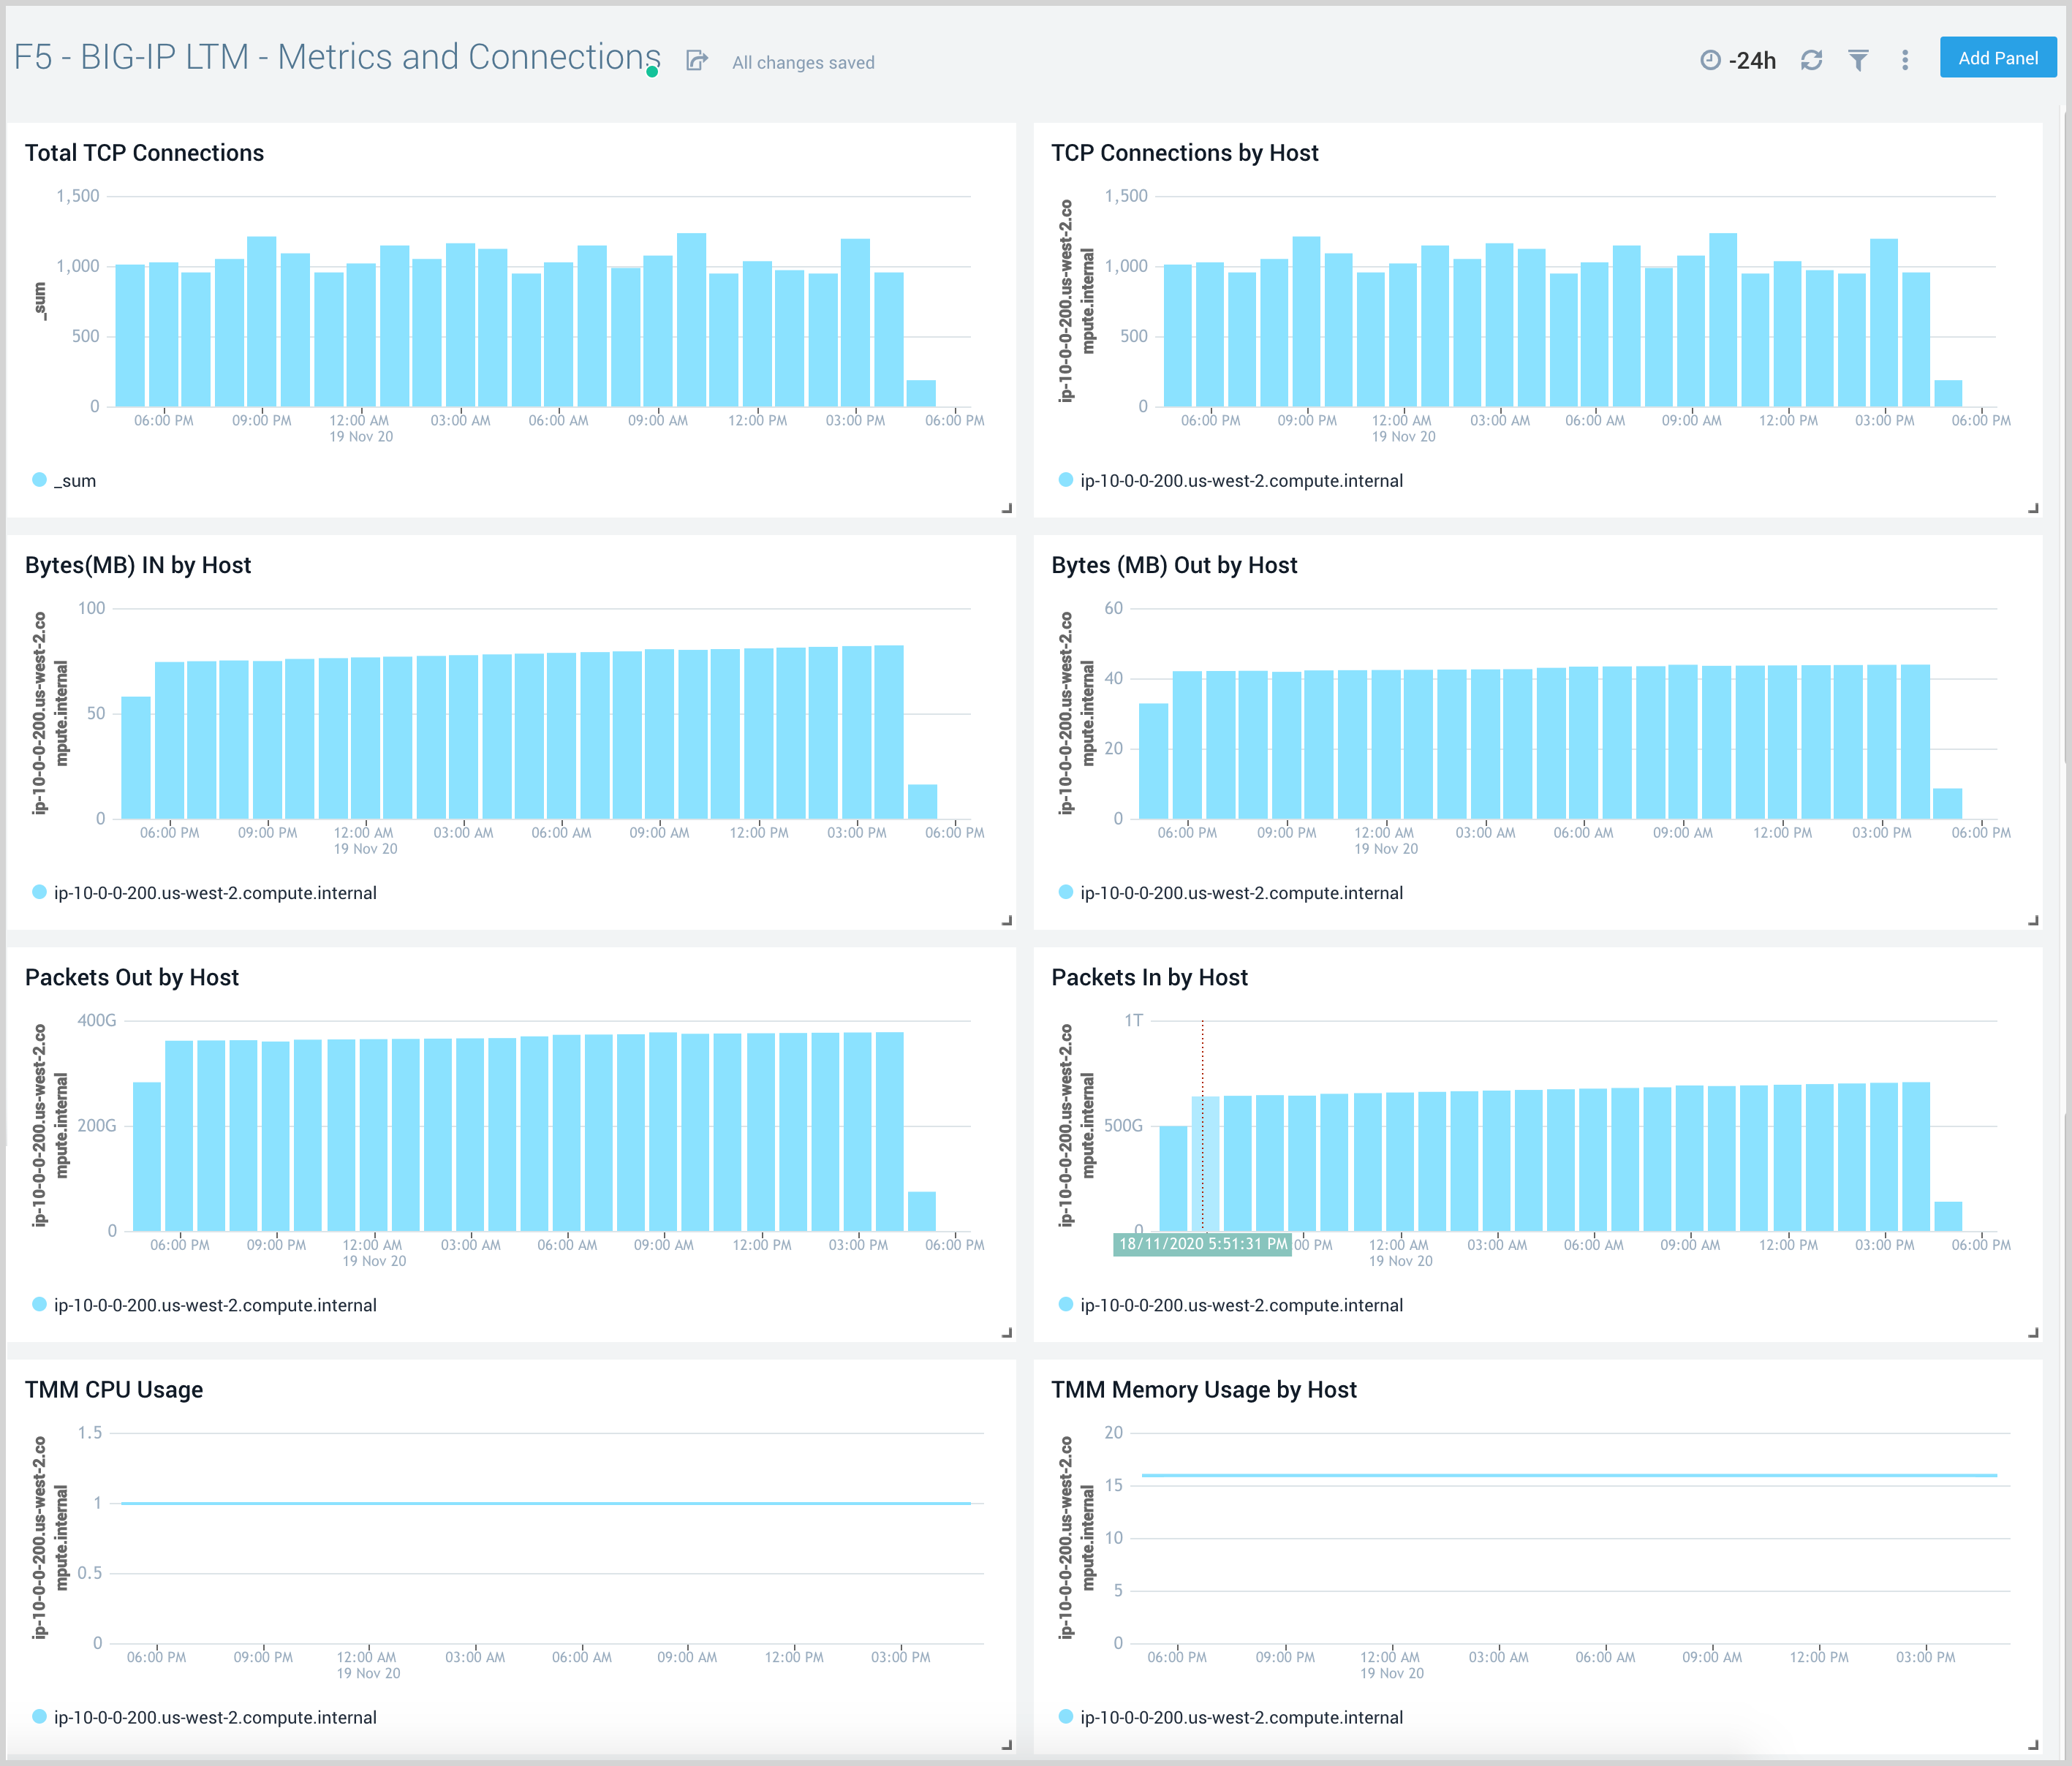 F5 - BIG-IP LTM - Metrics and Connections
All changes saved
-24h
Add Panel
Total TCP Connections
_sum
1,500
1,000
500
0
06:00 PM 09:00 PM 12:00 AM 03:00 AM 06:00 AM 09:00 AM 12:00 PM 03:00 PM 06:00 PM
19 Nov 20
_sum
TCP Connections by Host
ip-10-0-0-200.us-west-2.co
mpute.internal
1,500
1,000
500
0
06:00 PM 09:00 PM 12:00 AM 03:00 AM 06:00 AM 09:00 AM 12:00 PM 03:00 PM 06:00 PM
19 Nov 20
ip-10-0-0-200.us-west-2.compute.internal
Bytes(MB) IN by Host
ip-10-0-0-200.us-west-2.co
mpute.internal
100
50
0
06:00 PM 09:00 PM 12:00 AM 03:00 AM 06:00 AM 09:00 AM 12:00 PM 03:00 PM 06:00 PM
19 Nov 20
ip-10-0-0-200.us-west-2.compute.internal
Bytes (MB) Out by Host
ip-10-0-0-200.us-west-2.co
mpute.internal
60
40
20
0
06:00 PM 09:00 PM 12:00 AM 03:00 AM 06:00 AM 09:00 AM 12:00 PM 03:00 PM 06:00 PM
19 Nov 20
ip-10-0-0-200.us-west-2.compute.internal
Packets Out by Host
ip-10-0-0-200.us-west-2.co
mpute.internal
400G
200G
0
06:00 PM 09:00 PM 12:00 AM 03:00 AM 06:00 AM 09:00 AM 12:00 PM 03:00 PM 06:00 PM
19 Nov 20
ip-10-0-0-200.us-west-2.compute.internal
Packets In by Host
ip-10-0-0-200.us-west-2.co
mpute.internal
1T
500G
0
18/11/2020 5:51:31 PM 00 PM 12:00 AM 03:00 AM 06:00 AM 09:00 AM 12:00 PM 03:00 PM 06:00 PM
19 Nov 20
ip-10-0-0-200.us-west-2.compute.internal
TMM CPU Usage
ip-10-0-0-200.us-west-2.co
mpute.internal
1.5
1
0.5
0
06:00 PM 09:00 PM 12:00 AM 03:00 AM 06:00 AM 09:00 AM 12:00 PM 03:00 PM
19 Nov 20
ip-10-0-0-200.us-west-2.compute.internal
TMM Memory Usage by Host
ip-10-0-0-200.us-west-2.co
mpute.internal
20
15
10
5
0
06:00 PM 09:00 PM 12:00 AM 03:00 AM 06:00 AM 09:00 AM 12:00 PM 03:00 PM
19 Nov 20
ip-10-0-0-200.us-west-2.compute.internal